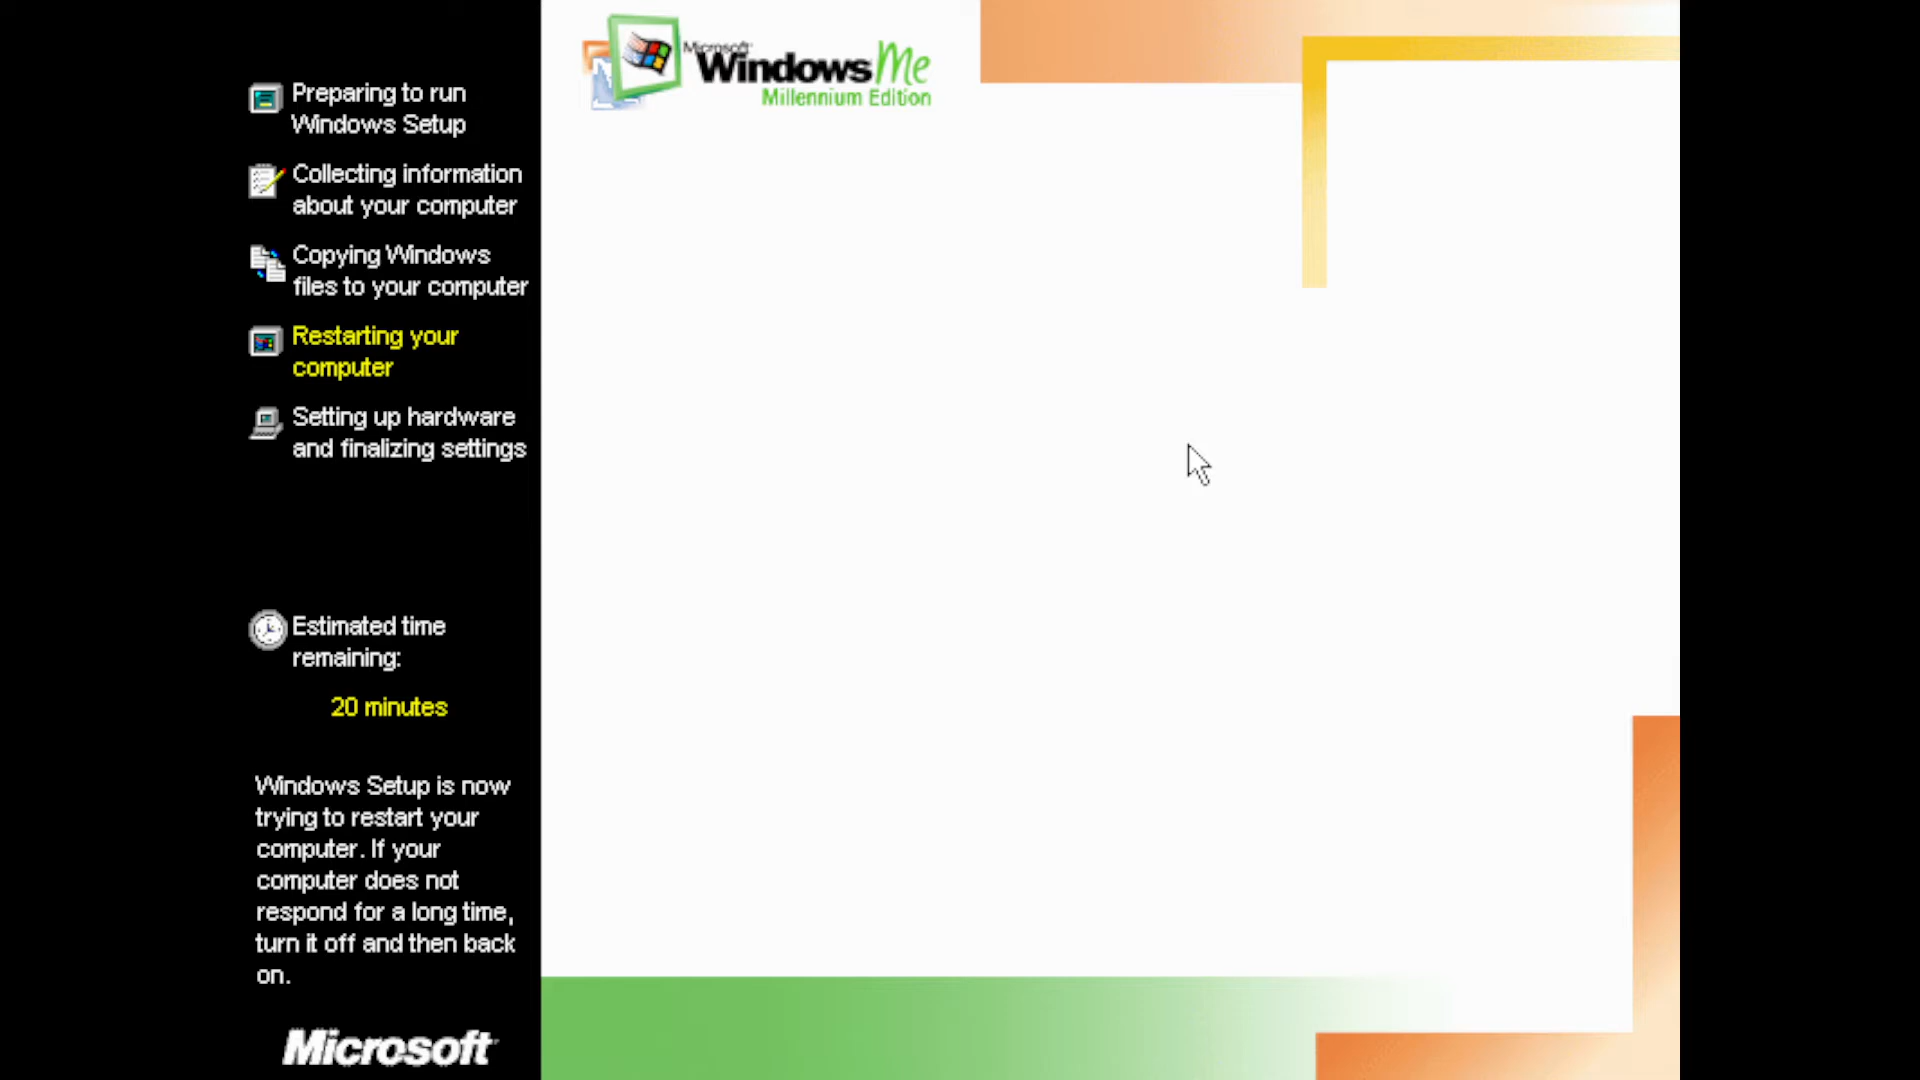 Preparing to run
Windows Setup
Collecting information
about your computer
Copying Windows
files to your computer
Restarting your
computer
Setting up hardware
and finalizing settings
Estimated time
remaining:
20 minutes
Windows Setup is now
trying to restart your
computer. If your
computer does not
respond for a long time,
turn it off and then back
on.
Microsoft
Microsoft
Windows Me
Millennium Edition